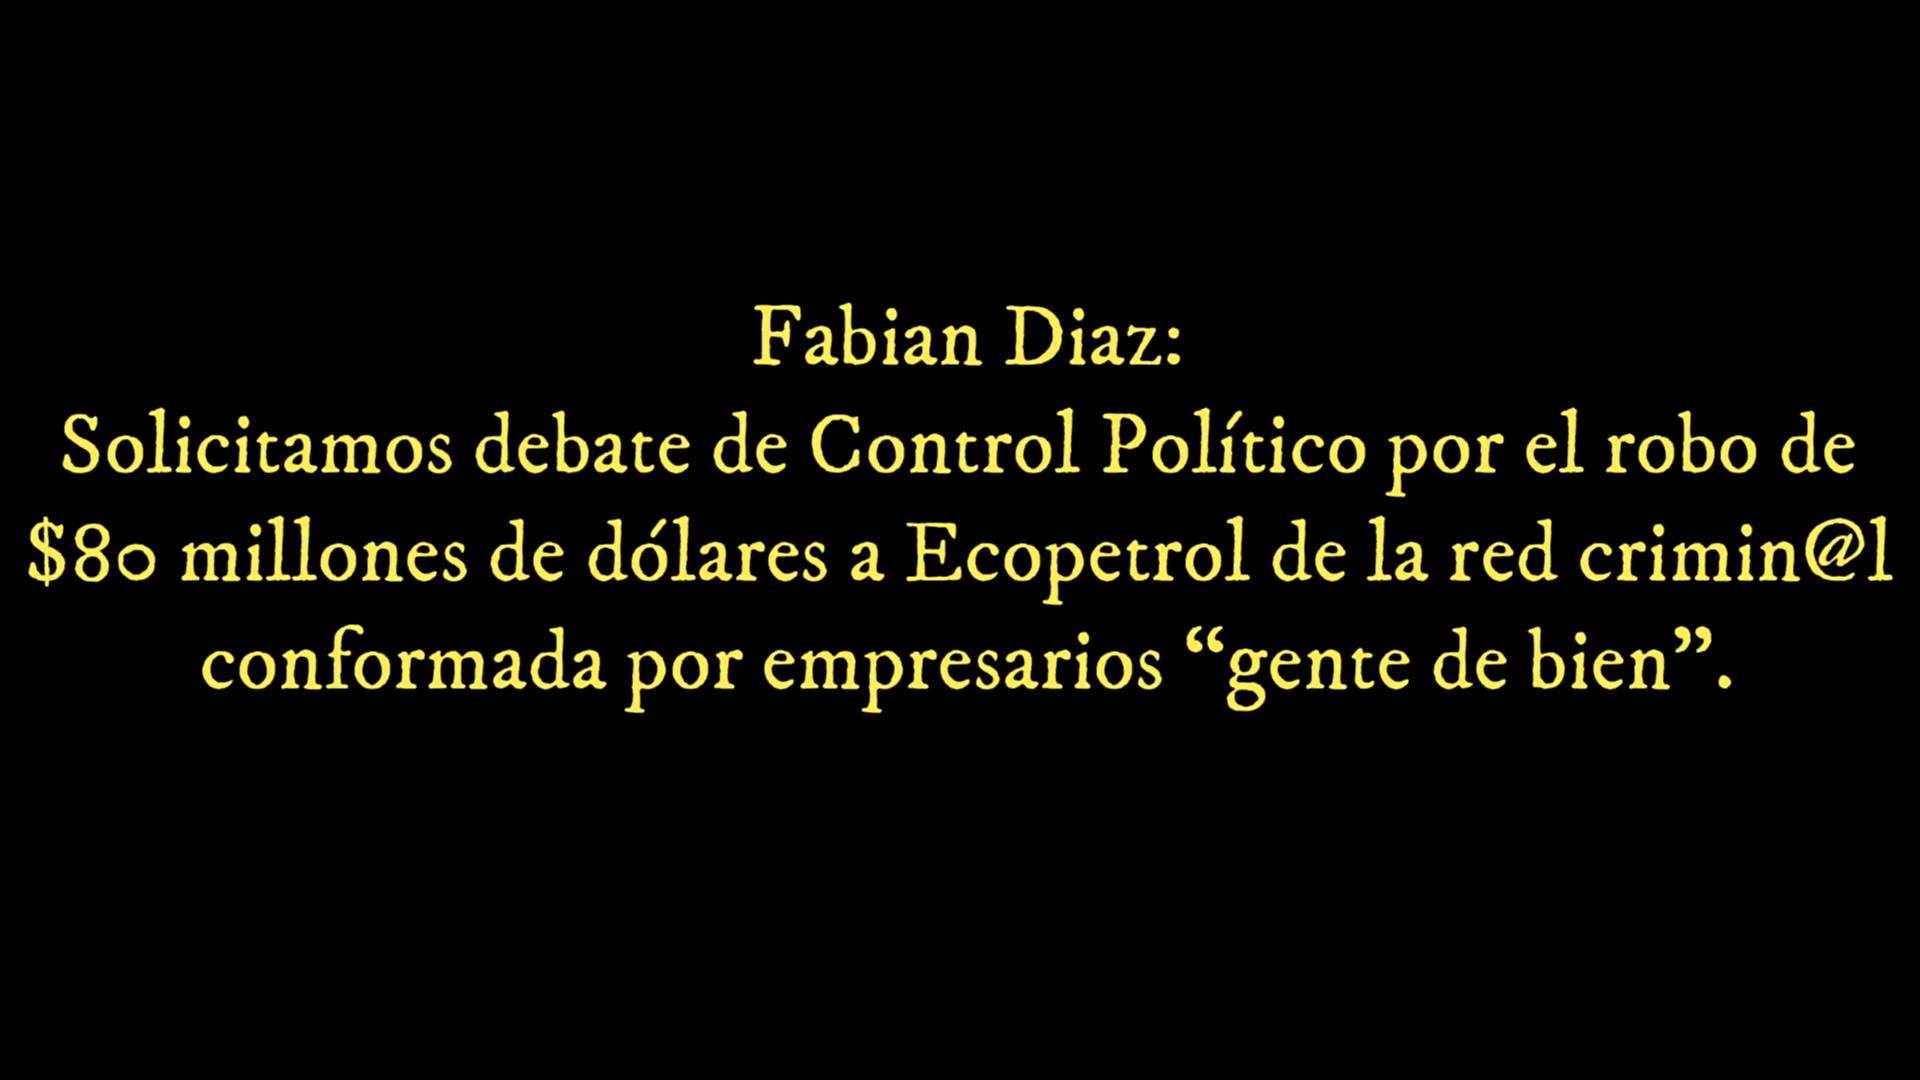 Fabian Diaz:
Solicitamos debate de Control Político por el robo de
$80 millones de dólares a Ecopetrol de la red crimin@l
conformada por empresarios “gente de bien”.